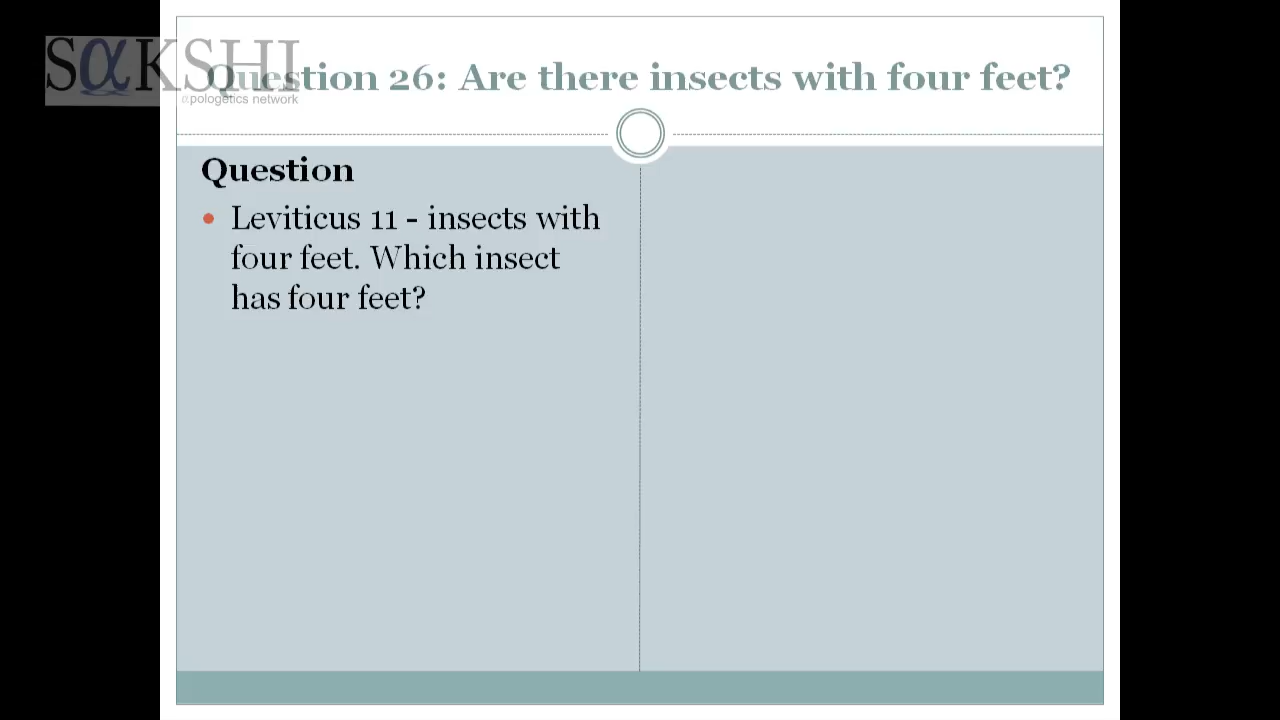 SαKSHI
αpologetics network
Question 26: Are there insects with four feet?
Question
• Leviticus 11 - insects with
four feet. Which insect
has four feet?